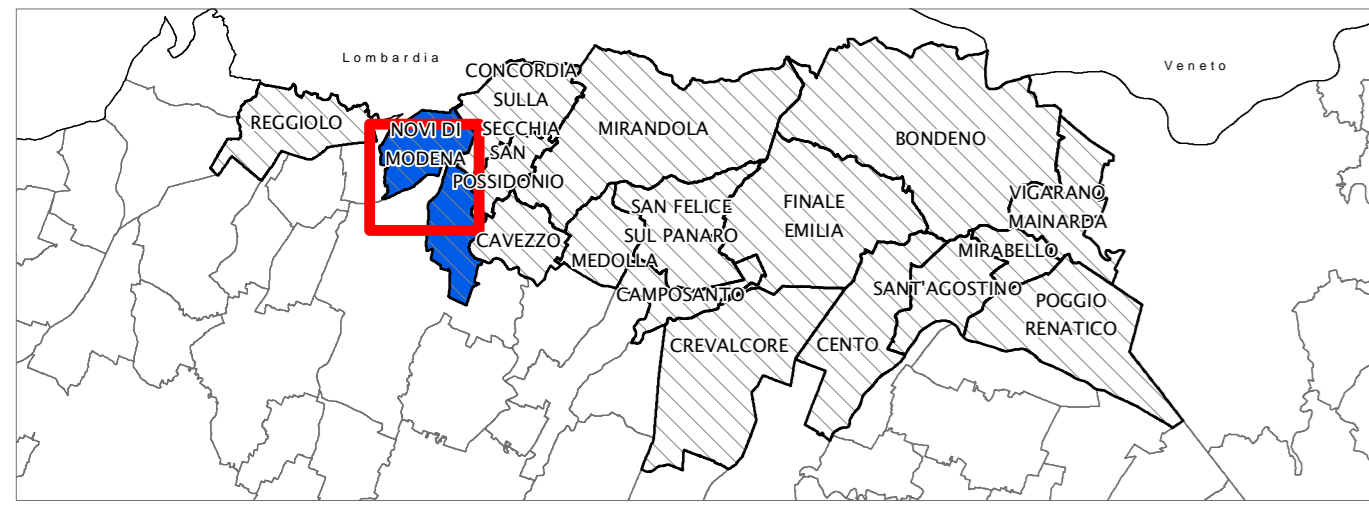 Lombardia
Veneto
CONCORDIA
SULLA
SECCHIA
REGGIOLO
NOVI DI
MODENA
SAN
POSSIDONIO
MIRANDOLA
BONDENO
CAVEZZO
MEDOLLA
SAN FELICE
SUL PANARO
FINALE
EMILIA
VIGARANO
MAINARDA
MIRABELLO
CAMPOSANTO
SANT'AGOSTINO
POGGIO
RENATICO
CREVALCORE
CENTO